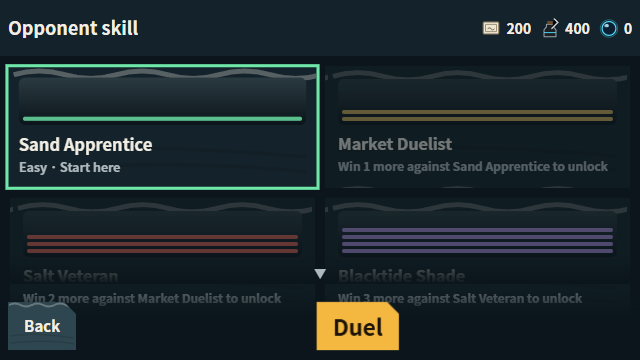 Opponent skill
200
400
0
Sand Apprentice
Easy · Start here
Market Duelist
Win 1 more against Sand Apprentice to unlock
Salt Veteran
Win 2 more against Market Duelist to unlock
Blacktide Shade
Win 3 more against Salt Veteran to unlock
Back
Duel